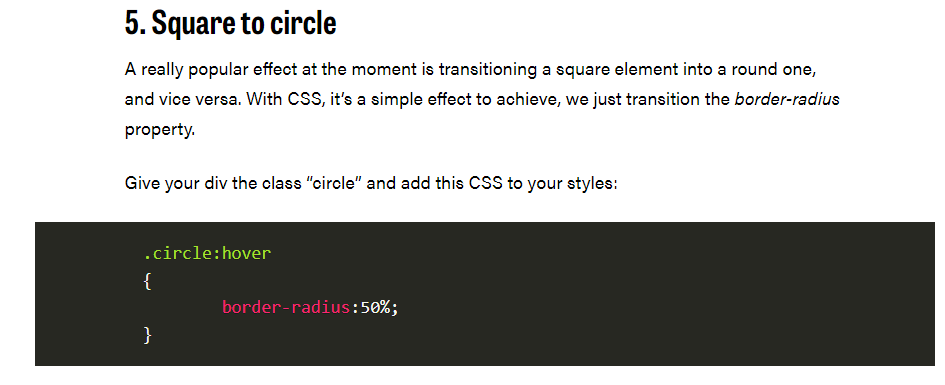 5. Square to circle
A really popular effect at the moment is transitioning a square element into a round one,
and vice versa. With CSS, it’s a simple effect to achieve, we just transition the border-radius
property.
Give your div the class “circle” and add this CSS to your styles:
.circle:hover
{
border-radius:50%;
}